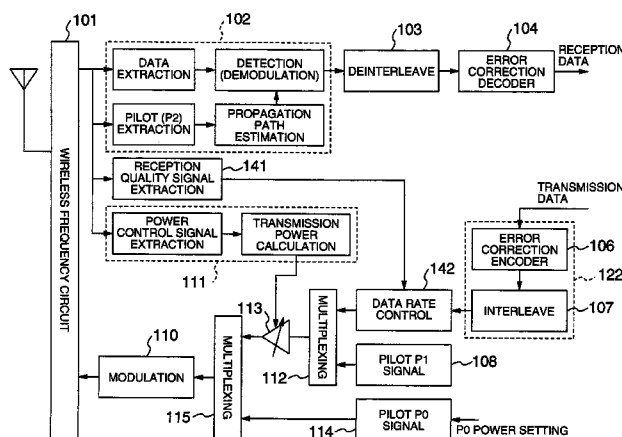 101
102
103
104
DATA
EXTRACTION
DETECTION
(DEMODULATION)
DEINTERLEAVE
ERROR
CORRECTION
DECODER
RECEPTION
DATA
PILOT (P2)
EXTRACTION
PROPAGATION
PATH
ESTIMATION
WIRELESS FREQUENCY CIRCUIT
RECEPTION
QUALITY SIGNAL
EXTRACTION
141
TRANSMISSION
DATA
POWER
CONTROL SIGNAL
EXTRACTION
TRANSMISSION
POWER
CALCULATION
111
ERROR
CORRECTION
ENCODER
106
122
142
113
MULTIPLEXING
DATA RATE
CONTROL
INTERLEAVE
107
110
MODULATION
MULTIPLEXING
112
PILOT P1
SIGNAL
108
115
114
PILOT P0
SIGNAL
P0 POWER SETTING